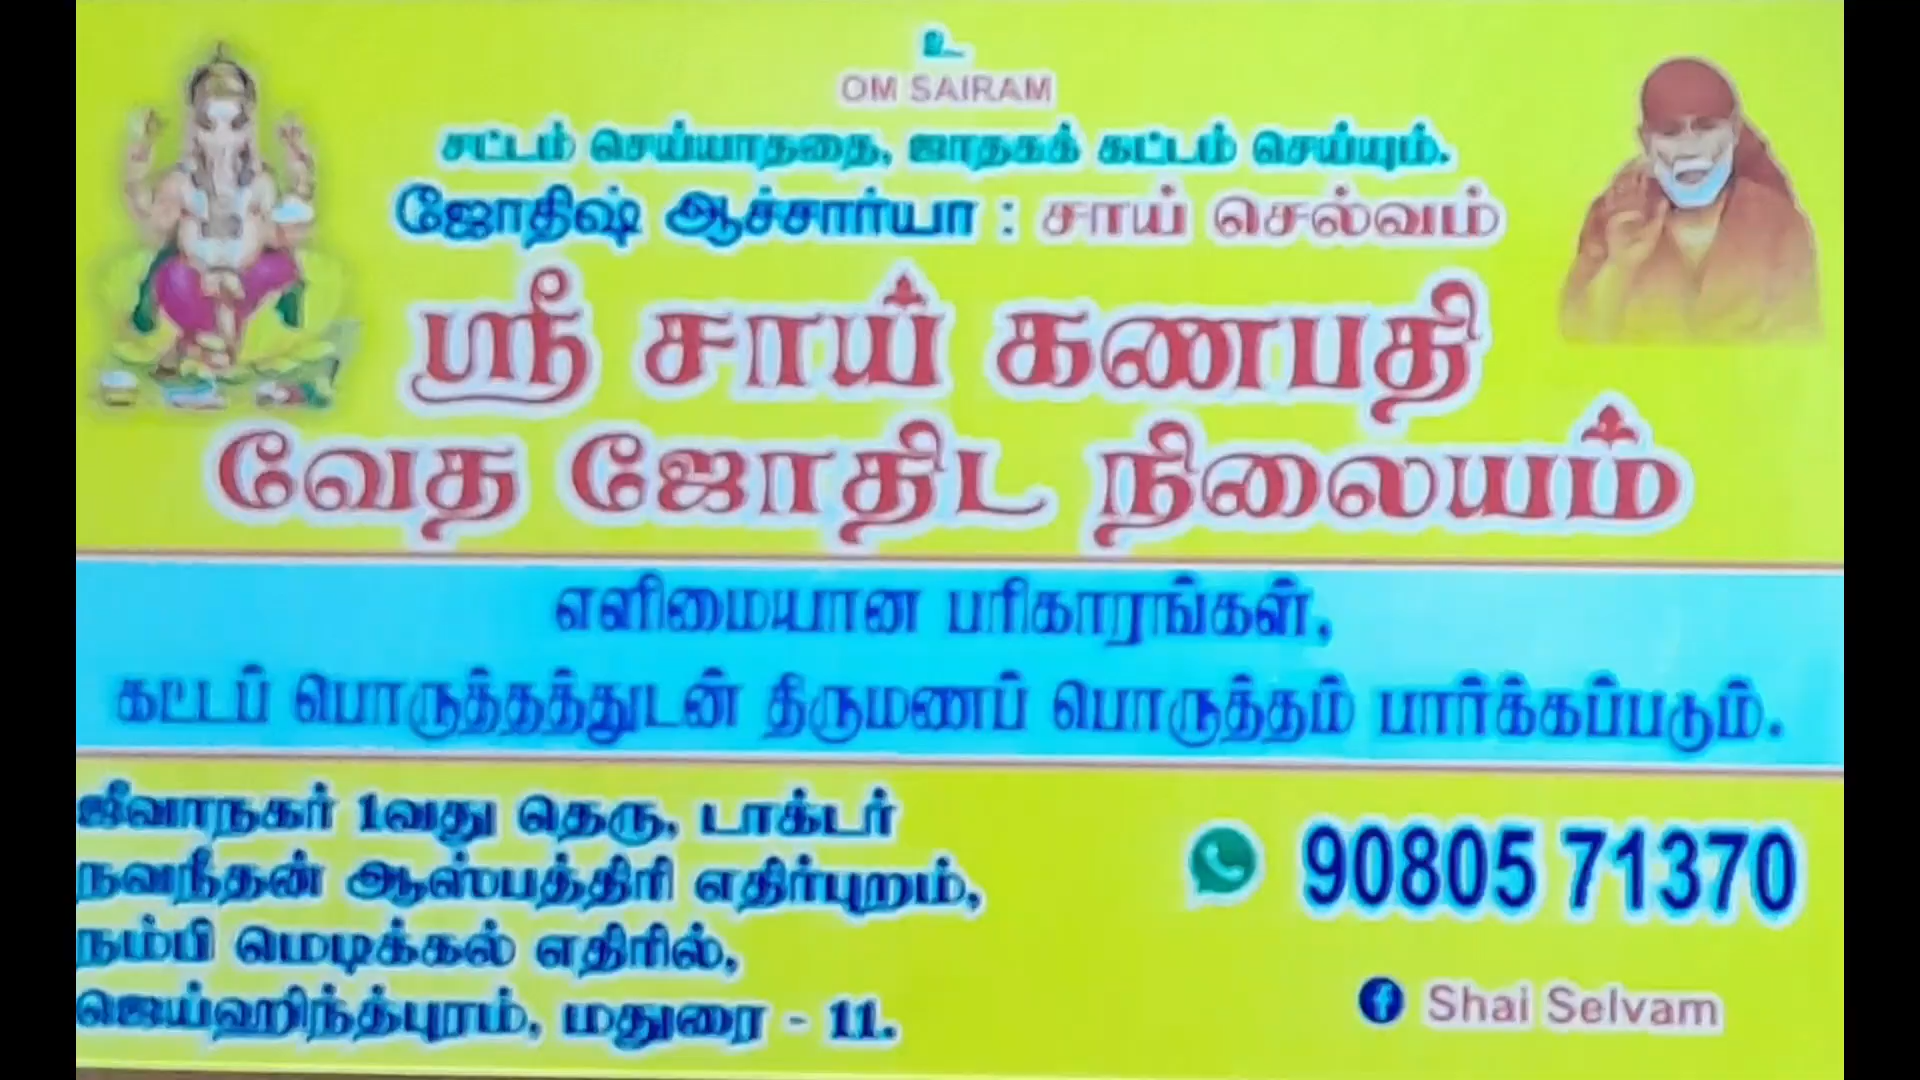 உ
OM SAIRAM
சட்டம் செய்யாததை, ஜாதகக் கட்டம் செய்யும்.
ஜோதிஷ் ஆச்சார்யா : சாய் செல்வம்
ஸ்ரீ சாய் கணபதி
வேத ஜோதிட நிலையம்
எளிமையான பரிகாரங்கள்,
கட்டப் பொருத்தத்துடன் திருமணப் பொருத்தம் பார்க்கப்படும்.
ஜீவாநகர் 1வது தெரு, டாக்டர்
நவநீதன் ஆஸ்பத்திரி எதிர்புறம்,
நம்பி மெடிக்கல் எதிரில்,
ஜெய்ஹிந்த்புரம், மதுரை - 11.
90805 71370
Shai Selvam